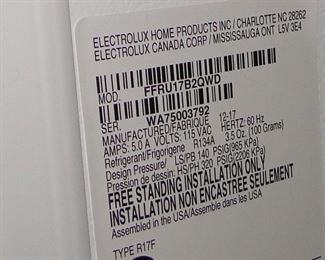 ELECTROLUX HOME PRODUCTS INC / CHARLOTTE NC 28262
ELECTROLUX CANADA CORP / MISSISSAUGA ONT L5V 3E4
MOD. FFRU17B2QWD
SER. WA75003792
MANUFACTURED/FABRIQUE 12-17
AMPS: 5.0 A VOLTS: 115 VAC HERTZ: 60 Hz
Refrigerant/Frigorigene R134A 3.5 Oz. (100 Grams)
Design Pressure/ LS/PB 140 PSIG(965 KPa)
Pression de dessin: HS/PH 320 PSIG(2206 KPa)
FREE STANDING INSTALLATION ONLY
INSTALLATION NON ENCASTREE SEULEMENT
Assembled in the USA/Assemble dans les USA
TYPE R17F